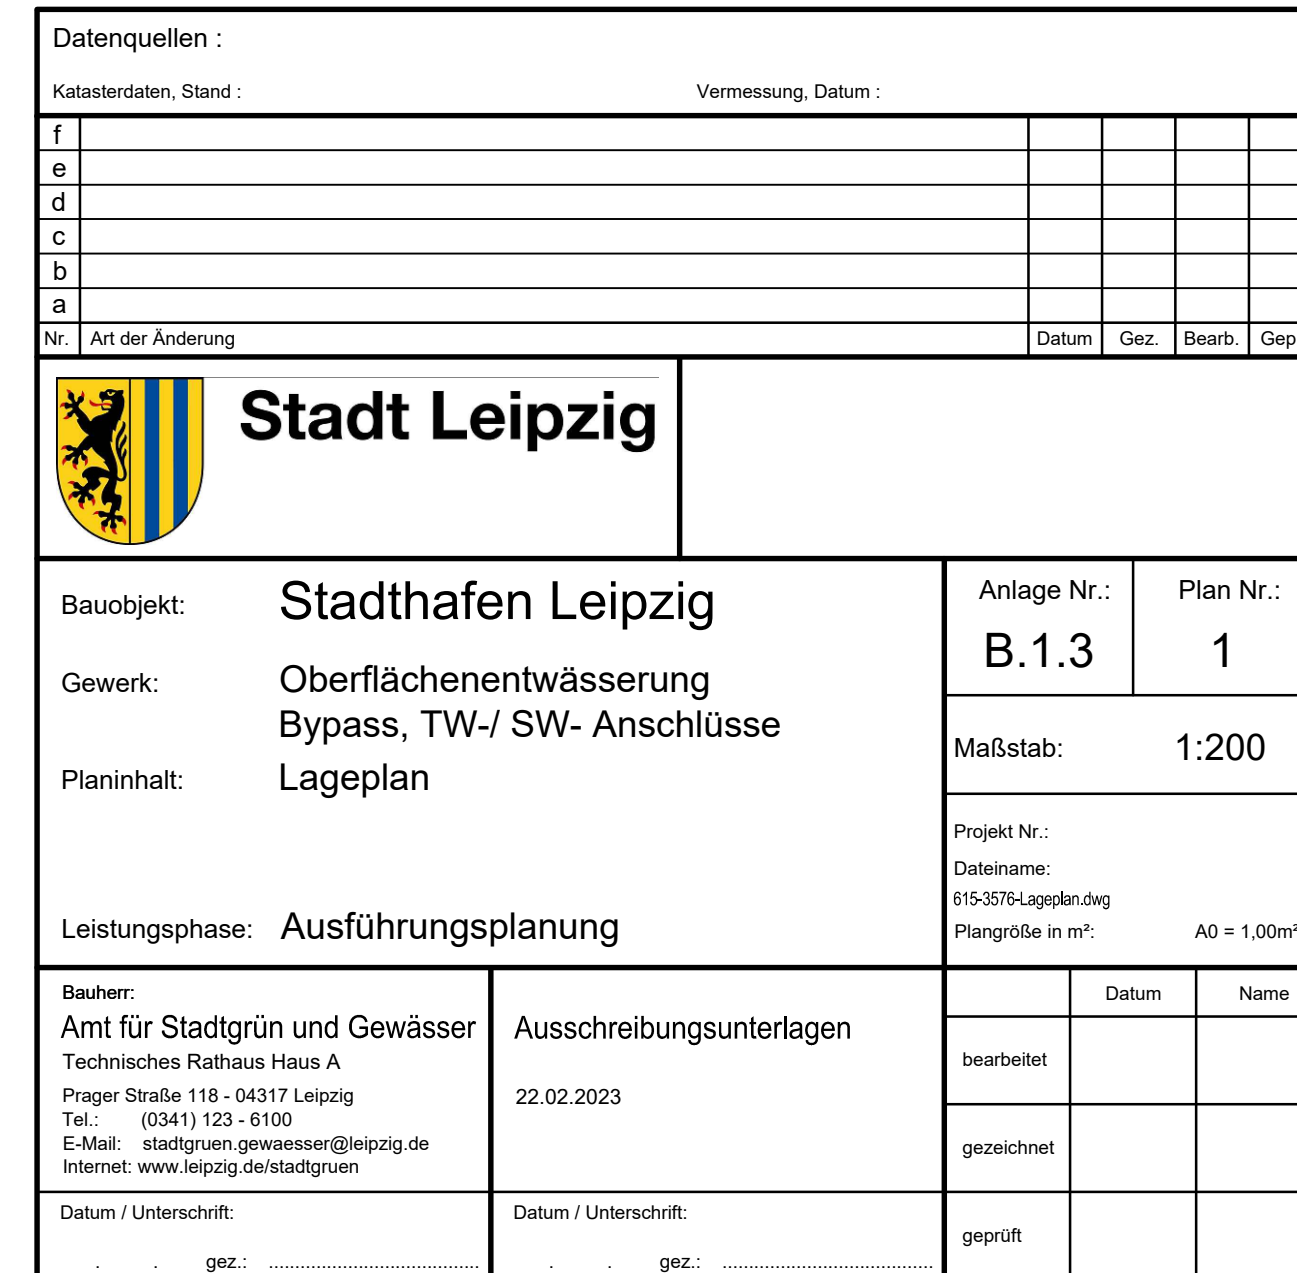 Datenquellen :
Katasterdaten, Stand : Vermessung, Datum :
f
e
d
c
b
a
Nr. Art der Änderung Datum Gez. Bearb. Gep
Stadt Leipzig
Bauobjekt: Stadthafen Leipzig
Gewerk: Oberflächenentwässerung
Bypass, TW-/ SW- Anschlüsse
Planinhalt: Lageplan
Leistungsphase: Ausführungsplanung
Anlage Nr.: Plan Nr.:
B.1.3 1
Maßstab: 1:200
Projekt Nr.:
Dateiname:
615-3576-Lageplan.dwg
Plangröße in m²: A0 = 1,00m²
Bauherr:
Amt für Stadtgrün und Gewässer
Technisches Rathaus Haus A
Prager Straße 118 - 04317 Leipzig
Tel.: (0341) 123 - 6100
E-Mail: stadtgruen.gewaesser@leipzig.de
Internet: www.leipzig.de/stadtgruen
Datum / Unterschrift:
. . gez.: ........................................
Ausschreibungsunterlagen
22.02.2023
Datum / Unterschrift:
. . gez.: ........................................
Datum Name
bearbeitet
gezeichnet
geprüft